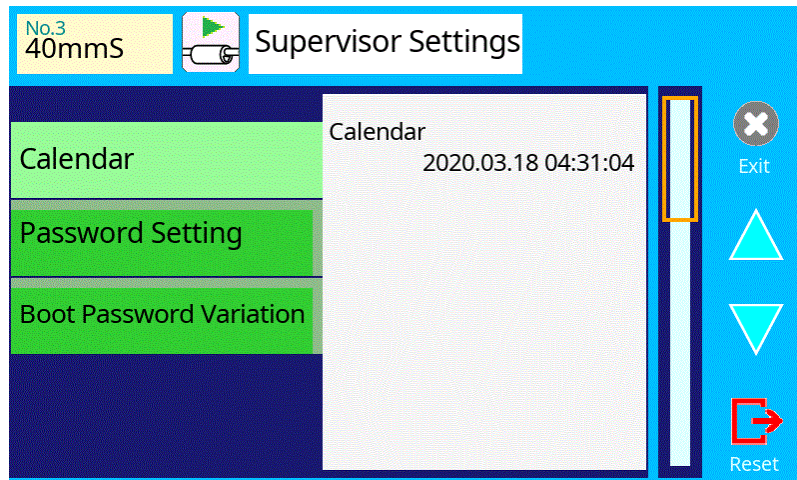 No.3
40mmS
Supervisor Settings
Calendar
Password Setting
Boot Password Variation
Calendar
2020.03.18 04:31:04
Exit
Reset